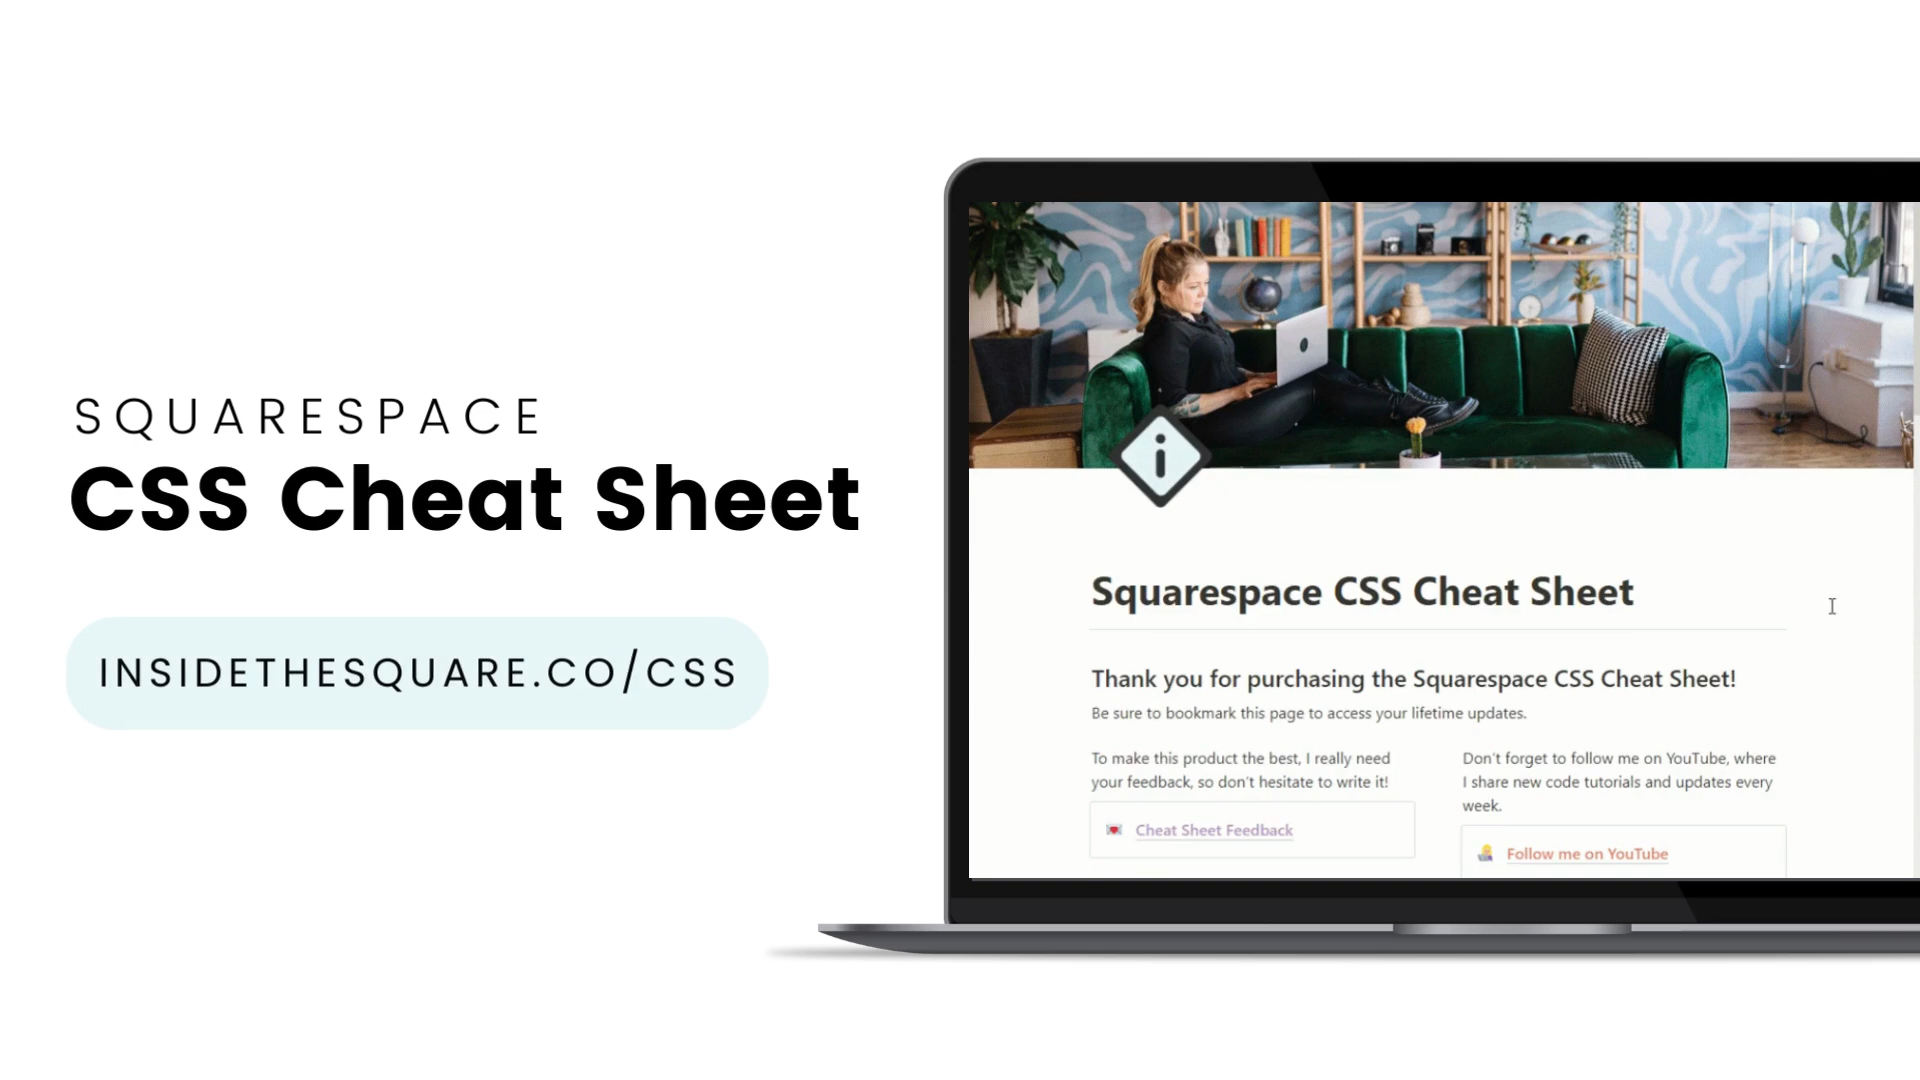 SQUARESPACE
CSS Cheat Sheet
INSIDETHESQUARE.CO/CSS
Squarespace CSS Cheat Sheet
Thank you for purchasing the Squarespace CSS Cheat Sheet!
Be sure to bookmark this page to access your lifetime updates.
To make this product the best, I really need
your feedback, so don't hesitate to write it!
Cheat Sheet Feedback
Don't forget to follow me on YouTube, where
I share new code tutorials and updates every
week.
Follow me on YouTube